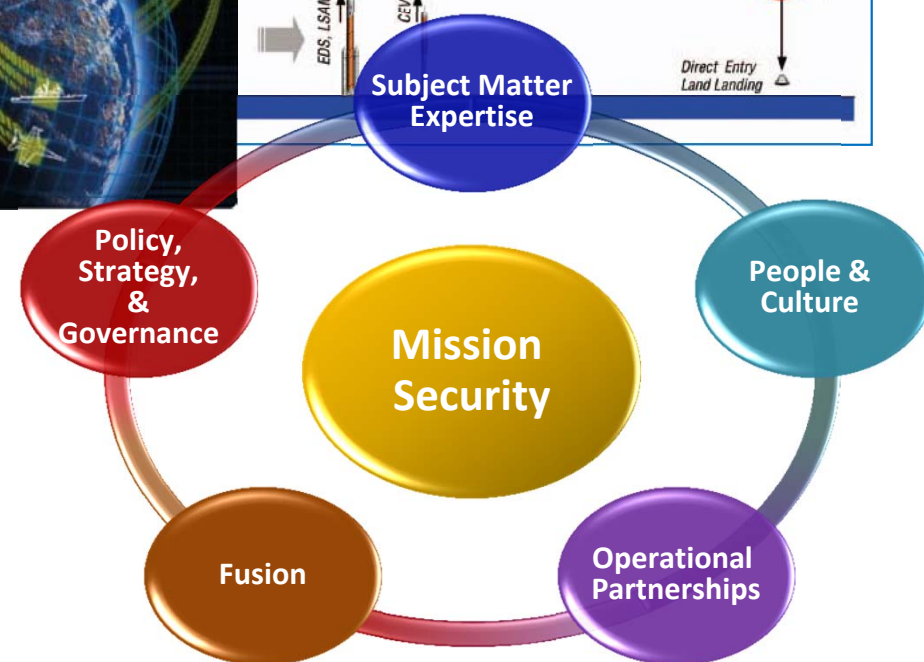 EDS, LSAM
CEV
Direct Entry
Land Landing
Subject Matter
Expertise
Policy,
Strategy,
&
Governance
People &
Culture
Mission
Security
Fusion
Operational
Partnerships